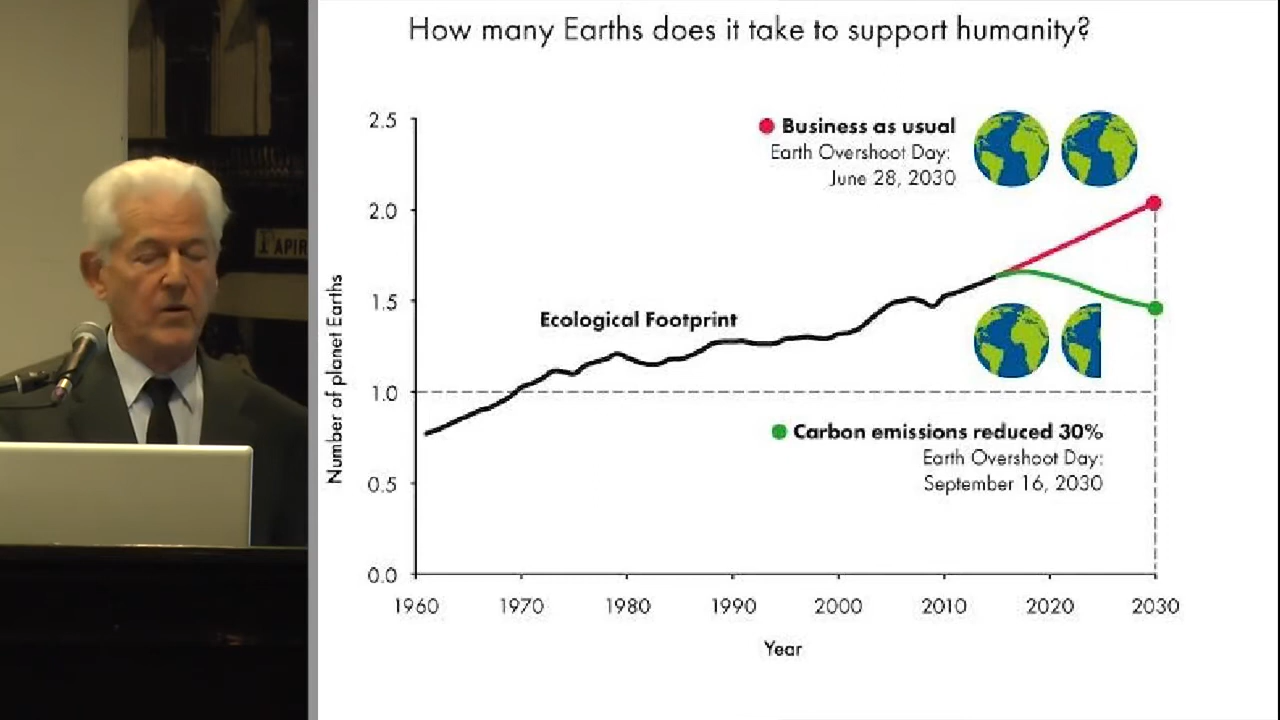 How many Earths does it take to support humanity?
2.5
2.0
1.5
1.0
0.5
0.0
Number of planet Earths
Business as usual
Earth Overshoot Day:
June 28, 2030
Ecological Footprint
Carbon emissions reduced 30%
Earth Overshoot Day:
September 16, 2030
1960 1970 1980 1990 2000 2010 2020 2030
Year